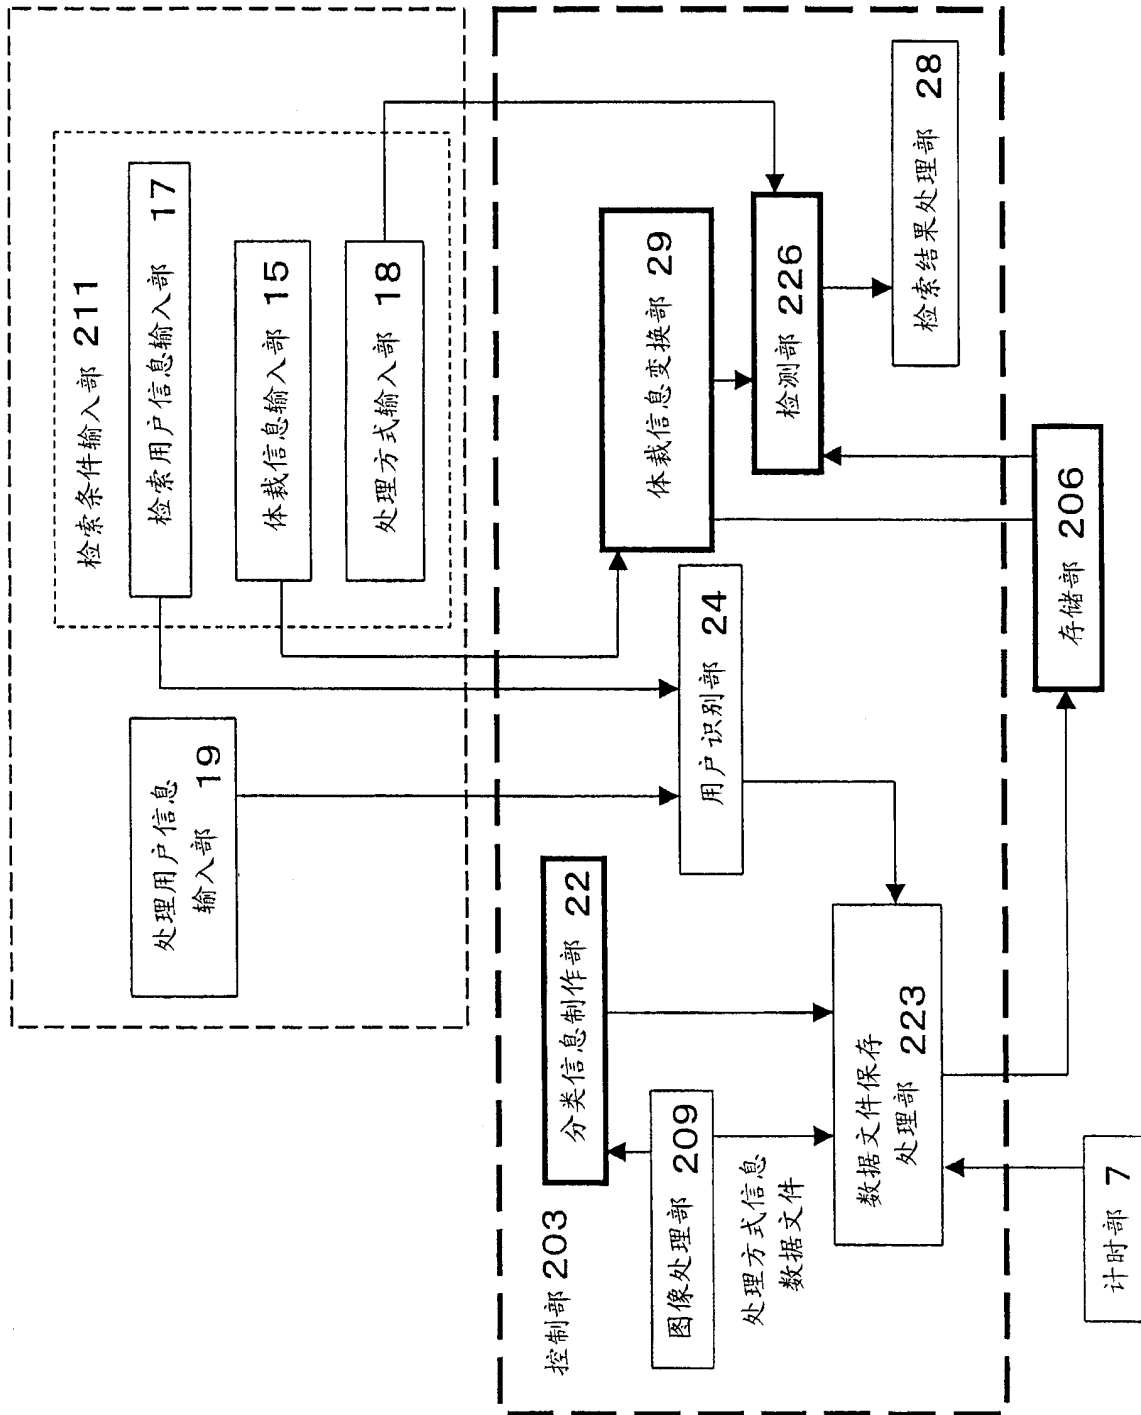 检索条件输入部 211
检索用户信息输入部 17
体裁信息输入部 15
处理方式输入部 18
处理用户信息
输入部 19
控制部 203
分类信息制作部 22
图像处理部 209
处理方式信息
数据文件
用户识别部 24
体裁信息变换部 29
检测部 226
数据文件保存
处理部 223
检索结果处理部 28
存储部 206
计时部 7